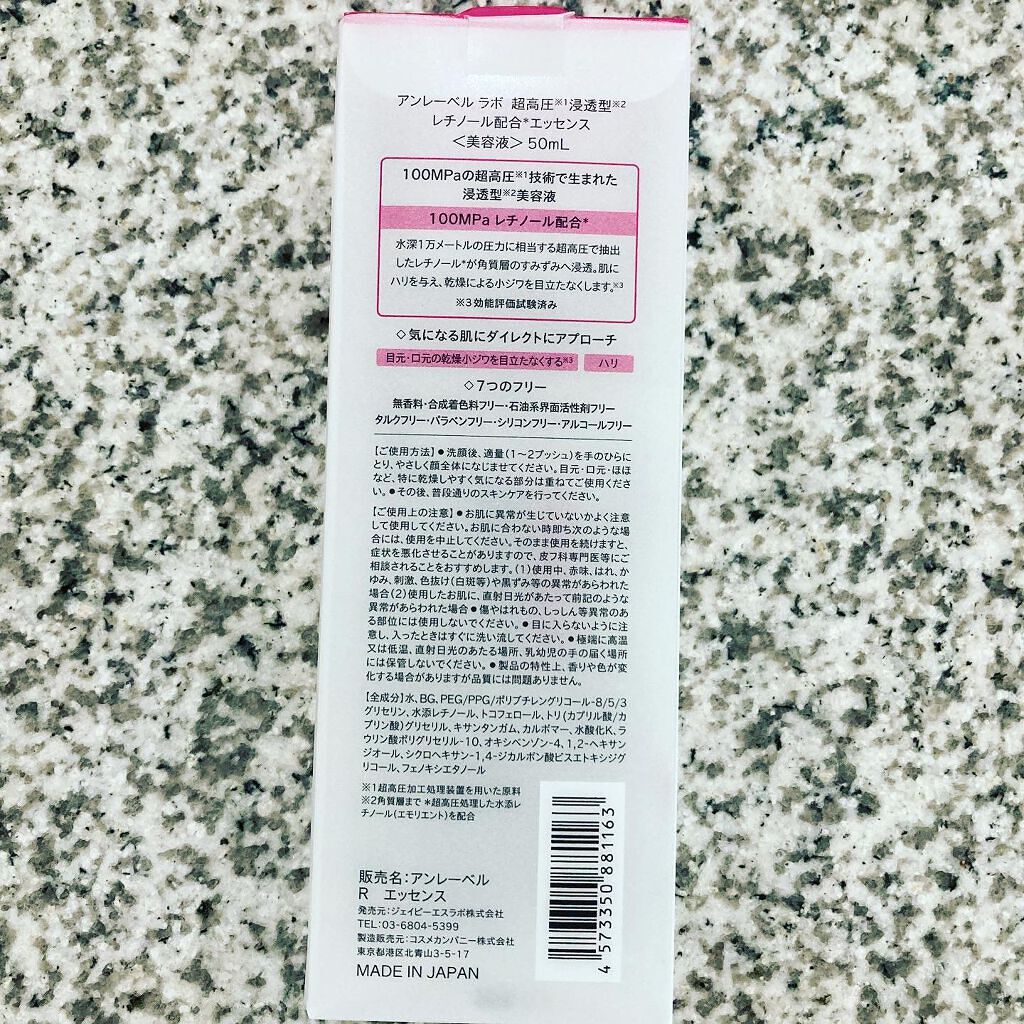 アンレーベル ラボ 超高圧※1浸透型※2
レチノール配合*エッセンス
＜美容液＞ 50mL
100MPaの超高圧※1技術で生まれた
浸透型※2美容液
100MPa レチノール配合*
水深1万メートルの圧力に相当する超高圧で抽出
したレチノール*が角質層のすみずみへ浸透。肌に
ハリを与え、乾燥による小ジワを目立たなくします。※3
※3効能評価試験済み
◇気になる肌にダイレクトにアプローチ
目元・口元の乾燥小ジワを目立たなくする※3 ハリ
◇7つのフリー
無香料・合成着色料フリー・石油系界面活性剤フリー
タルクフリー・パラベンフリー・シリコンフリー・アルコールフリー
【ご使用方法】●洗顔後、適量(1〜2プッシュ)を手のひらに
とり、やさしく顔全体になじませてください。目元・口元・ほほ
など、特に乾燥しやすく気になる部分は重ねてご使用くださ
い。●その後、普段通りのスキンケアを行ってください。
【ご使用上の注意】●お肌に異常が生じていないかよく注意
して使用してください。お肌に合わない時即ち次のような場
合には、使用を中止してください。そのまま使用を続けますと、
症状を悪化させることがありますので、皮フ科専門医等にご
相談されることをおすすめします。(1)使用中、赤味、はれ、か
ゆみ、刺激、色抜け(白斑等)や黒ずみ等の異常があらわれた
場合(2)使用したお肌に、直射日光があたって前記のような
異常があらわれた場合●傷やはれもの、しっしん等異常のあ
る部位には使用しないでください。●目に入らないように注
意し、入ったときはすぐに洗い流してください。●極端に高温
又は低温、直射日光のあたる場所、乳幼児の手の届く場所
には保管しないでください。●製品の特性上、香りや色が変
化する場合がありますが品質には問題ありません。
【全成分】水、BG、PEG/PPG/ポリブチレングリコール-8/5/3
グリセリン、水添レチノール、トコフェロール、トリ(カプリル酸/カ
プリン酸)グリセリル、キサンタンガム、カルボマー、水酸化K、ラ
ウリン酸ポリグリセリル-10、オキシベンゾン-4、1,2-ヘキサン
ジオール、シクロヘキサン-1,4-ジカルボン酸ビスエトキシジグ
リコール、フェノキシエタノール
※1超高圧加工処理装置を用いた原料
※2角質層まで *超高圧処理した水添レ
チノール(エモリエント)を配合
販売名:アンレーベル
R エッセンス
発売元:ジェイピーエスラボ株式会社
TEL:03-6804-5399
製造販売元:コスメカンパニー株式会社
東京都港区北青山3-5-17
MADE IN JAPAN
4 573350 881163